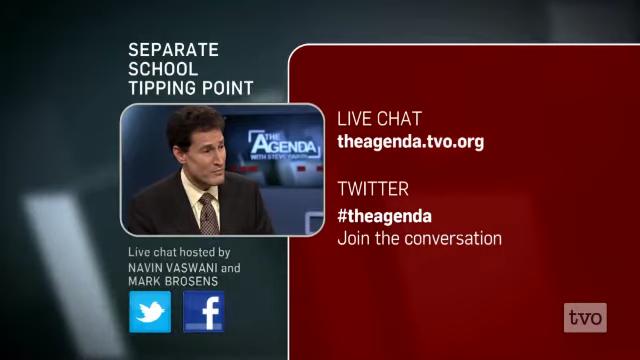 SEPARATE
SCHOOL
TIPPING POINT
THE
AGENDA
WITH STEVE PAIKIN
Live chat hosted by
NAVIN VASWANI and
MARK BROSENS
LIVE CHAT
theagenda.tvo.org
TWITTER
#theagenda
Join the conversation
tvo